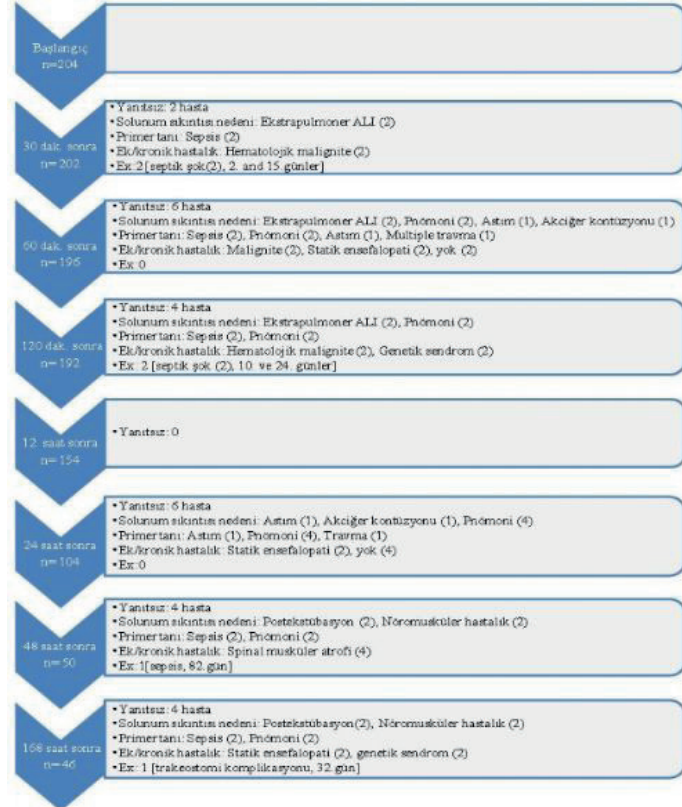 Başlangıç
n=204
30 dak. sonra
n=202
• Yanıtsız: 2 hasta
• Solunum sıkıntısı nedeni: Ekstrapulmoner ALI (2)
• Primer tanı: Sepsis (2)
• Ek/kronik hastalık: Hematolojik malignite (2)
• Ex: 2 [septik şok(2), 2. and 15. günler]
60 dak. sonra
n=196
• Yanıtsız: 6 hasta
• Solunum sıkıntısı nedeni: Ekstrapulmoner ALI (2), Pnömoni (2), Astım (1), Akciğer kontüzyonu (1)
• Primer tanı: Sepsis (2), Pnömoni (2), Astım (1), Multiple travma (1)
• Ek/kronik hastalık: Malignite (2), Statik ensefalopati (2), yok (2)
• Ex: 0
120 dak. sonra
n=192
• Yanıtsız: 4 hasta
• Solunum sıkıntısı nedeni: Ekstrapulmoner ALI (2), Pnömoni (2)
• Primer tanı: Sepsis (2), Pnömoni (2)
• Ek/kronik hastalık: Hematolojik malignite (2), Genetik sendrom (2)
• Ex: 2 [septik şok (2), 10. ve 24. günler]
12 saat sonra
n=154
• Yanıtsız: 0
24 saat sonra
n=104
• Yanıtsız: 6 hasta
• Solunum sıkıntısı nedeni: Astım (1), Akciğer kontüzyonu (1), Pnömoni (4)
• Primer tanı: Astım (1), Pnömoni (4), Travma (1)
• Ek/kronik hastalık: Statik ensefalopati (2), yok (4)
• Ex: 0
48 saat sonra
n=50
• Yanıtsız: 4 hasta
• Solunum sıkıntısı nedeni: Postekstübasyon (2), Nöromusküler hastalık (2)
• Primer tanı: Sepsis (2), Pnömoni (2)
• Ek/kronik hastalık: Spinal musküler atrofi (4)
• Ex: 1[sepsis, 82.gün]
168 saat sonra
n=46
• Yanıtsız: 4 hasta
• Solunum sıkıntısı nedeni: Postekstübasyon(2), Nöromusküler hastalık (2)
• Primer tanı: Sepsis (2), Pnömoni (2)
• Ek/kronik hastalık: Statik ensefalopati (2), genetik sendrom (2)
• Ex: 1 [trakeostomi komplikasyonu, 32.gün]